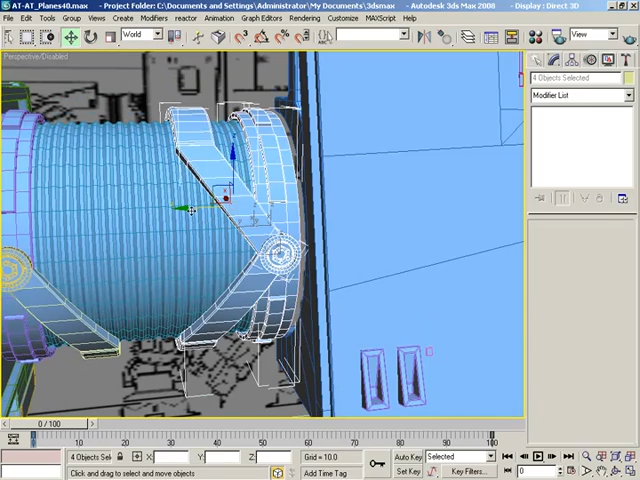 AT-AT_Planes40.max - Project Folder: C:\Documents and Settings\Administrator\My Documents\3dsmax - Autodesk 3ds Max 2008 - Display : Direct 3D
File Edit Tools Group Views Create Modifiers reactor Animation Graph Editors Rendering Customize MAXScript Help
World View
Perspective/Disabled
4 Objects Selected
Modifier List
0 / 100
0 10 20 30 40 50 60 70 80 90 100
4 Objects Sel X: Y: Z: Grid = 10.0 Auto Key Selected
Click and drag to select and move objects Add Time Tag Set Key Key Filters... 0